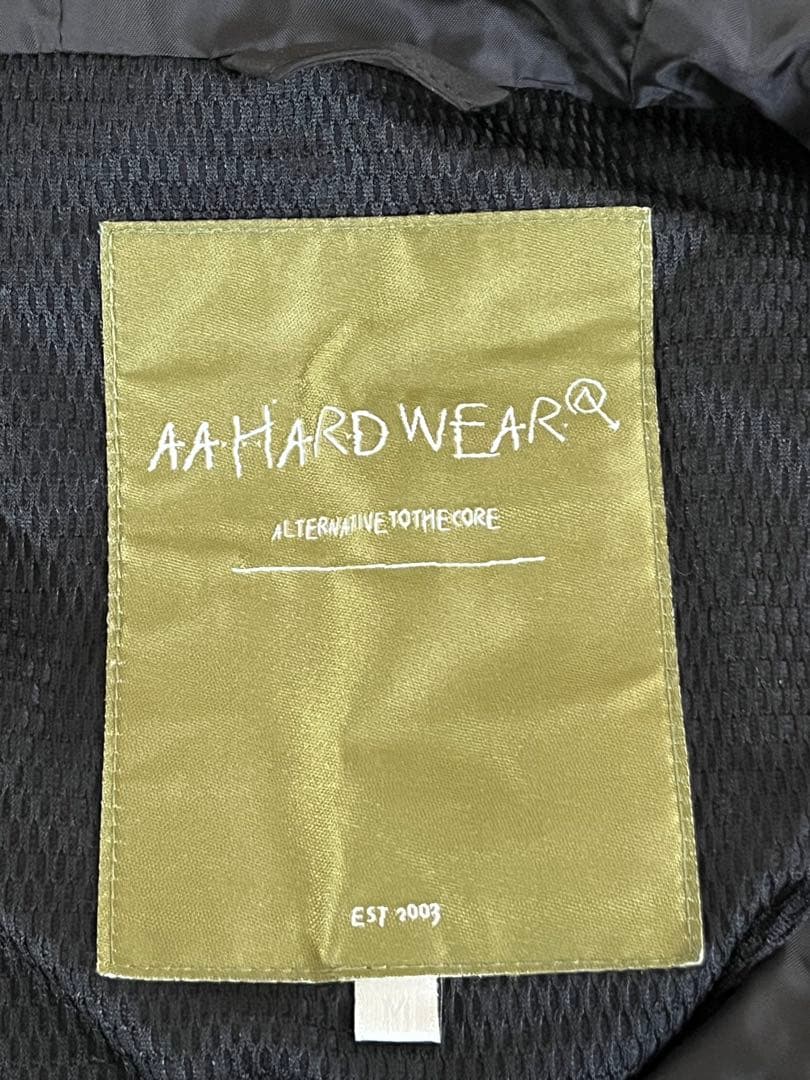 AA HARD WEAR
ALTERNATIVE TO THE CORE
EST 2003
M